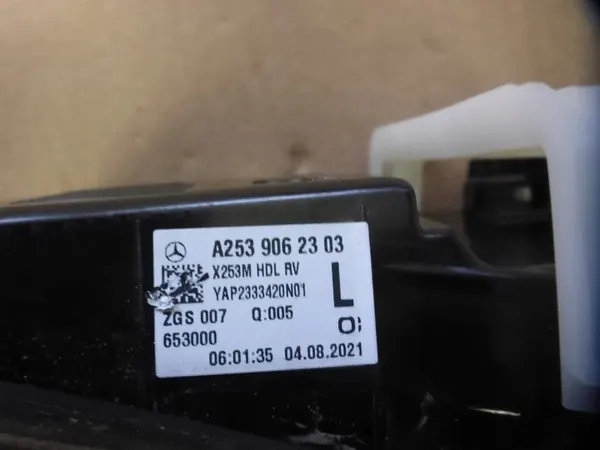 A253 906 23 03
X253M HDL RV
YAP2333420N01
L
ZGS 007 Q:005
653000
06:01:35 04.08.2021